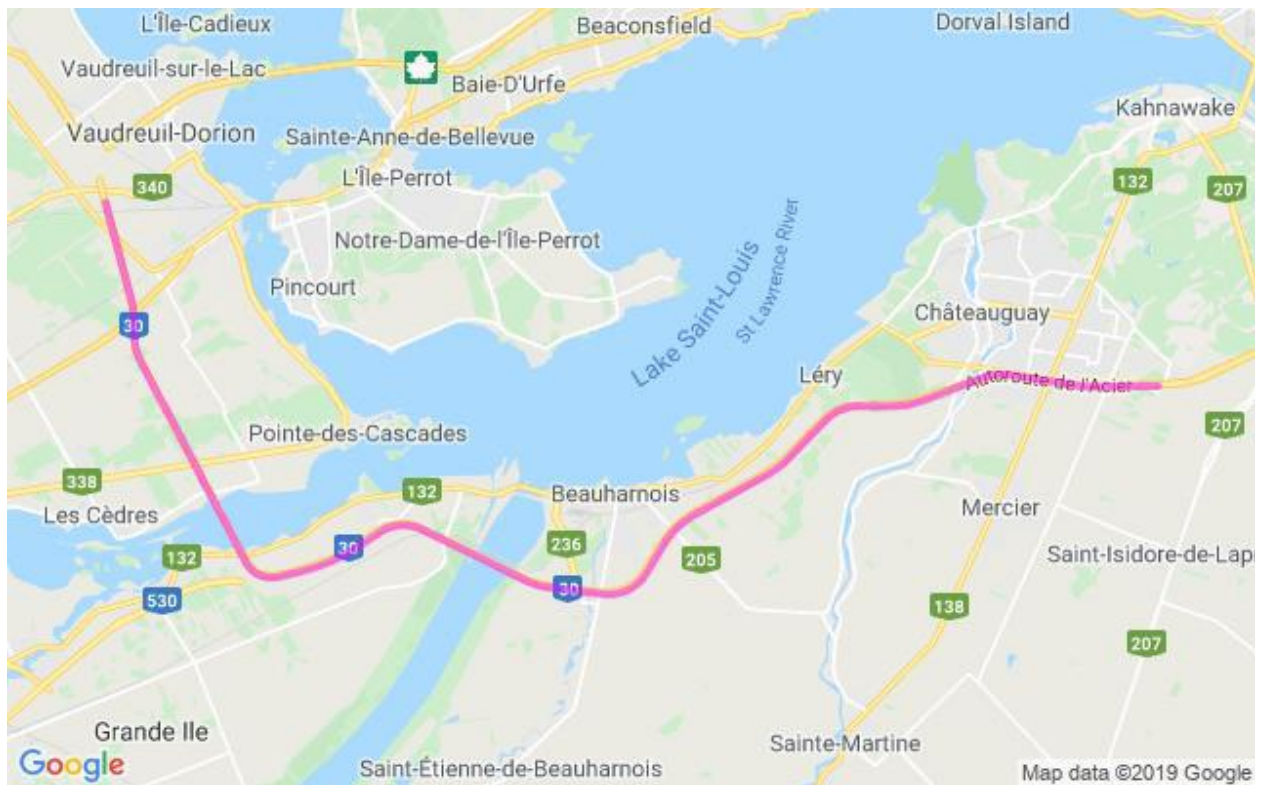 L'Île-Cadieux
Beaconsfield
Dorval Island
Vaudreuil-sur-le-Lac
Baie-D'Urfe
Kahnawake
Vaudreuil-Dorion
Sainte-Anne-de-Bellevue
340
L'Île-Perrot
132
207
Notre-Dame-de-l'Île-Perrot
Lake Saint-Louis
St Lawrence River
Pincourt
30
Châteauguay
Léry
Autoroute de l'Acier
207
Pointe-des-Cascades
338
132
Beauharnois
Les Cèdres
Mercier
132
30
236
205
Saint-Isidore-de-Lap
530
30
138
207
Grande Ile
Sainte-Martine
Google
Saint-Étienne-de-Beauharnois
Map data ©2019 Google